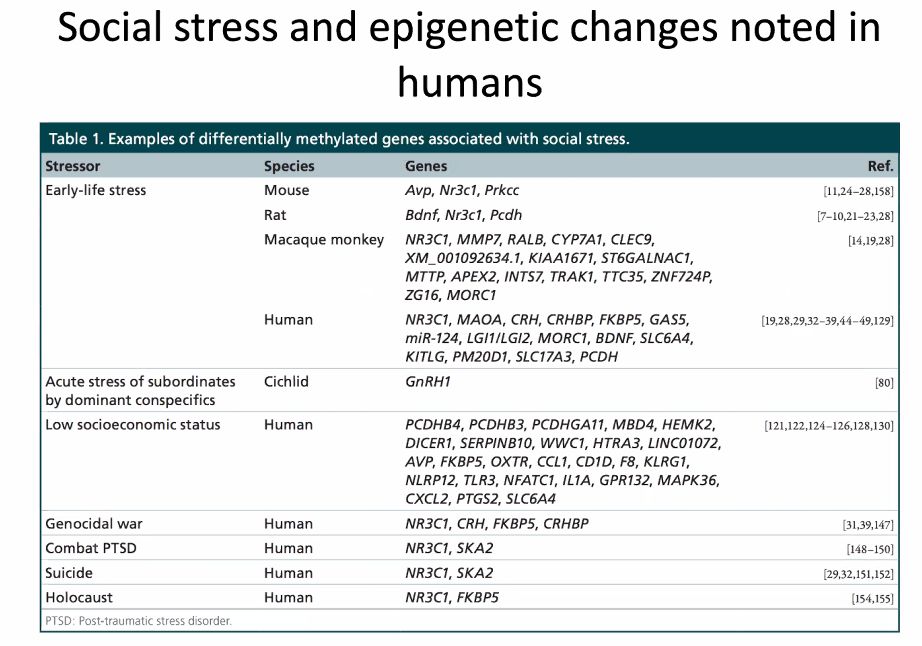 Social stress and epigenetic changes noted in
humans
Table 1. Examples of differentially methylated genes associated with social stress.
Stressor Species Genes Ref.
Early-life stress Mouse Avp, Nr3c1, Prkcc [11,24–28,158]
Rat Bdnf, Nr3c1, Pcdh [7–10,21–23,28]
Macaque monkey NR3C1, MMP7, RALB, CYP7A1, CLEC9, [14,19,28]
XM_001092634.1, KIAA1671, ST6GALNAC1,
MTTP, APEX2, INTS7, TRAK1, TTC35, ZNF724P,
ZG16, MORC1
Human NR3C1, MAOA, CRH, CRHBP, FKBP5, GAS5, [19,28,29,32–39,44–49,129]
miR-124, LGI1/LGI2, MORC1, BDNF, SLC6A4,
KITLG, PM20D1, SLC17A3, PCDH
Acute stress of subordinates Cichlid GnRH1 [80]
by dominant conspecifics
Low socioeconomic status Human PCDHB4, PCDHB3, PCDHGA11, MBD4, HEMK2, [121,122,124–126,128,130]
DICER1, SERPINB10, WWC1, HTRA3, LINC01072,
AVP, FKBP5, OXTR, CCL1, CD1D, F8, KLRG1,
NLRP12, TLR3, NFATC1, IL1A, GPR132, MAPK36,
CXCL2, PTGS2, SLC6A4
Genocidal war Human NR3C1, CRH, FKBP5, CRHBP [31,39,147]
Combat PTSD Human NR3C1, SKA2 [148–150]
Suicide Human NR3C1, SKA2 [29,32,151,152]
Holocaust Human NR3C1, FKBP5 [154,155]
PTSD: Post-traumatic stress disorder.